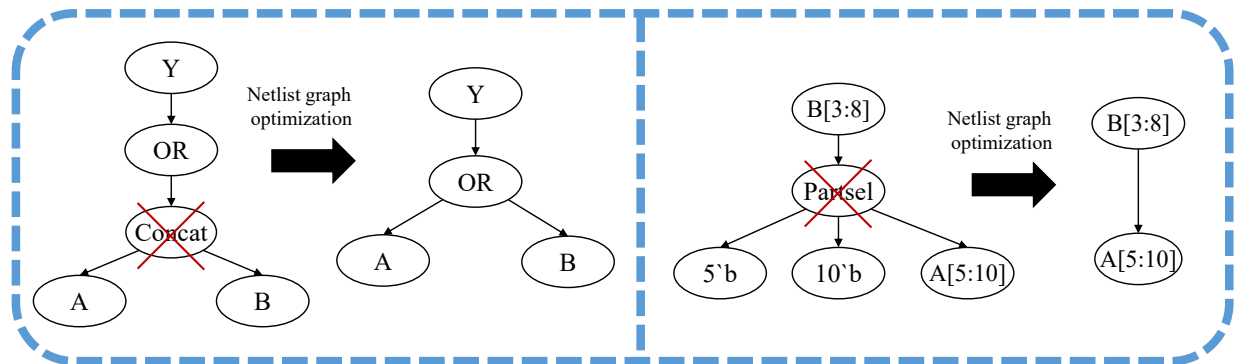 Y
OR
Concat
A
B
Netlist graph
optimization
Y
OR
A
B
B[3:8]
Partsel
5`b
10`b
A[5:10]
Netlist graph
optimization
B[3:8]
A[5:10]